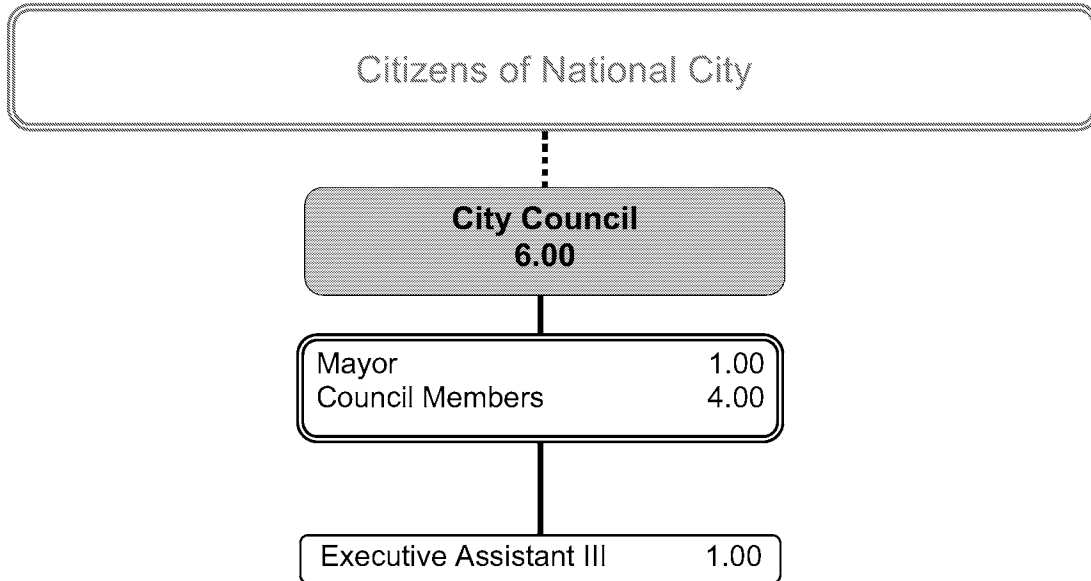 Citizens of National City
City Council
6.00
Mayor 1.00
Council Members 4.00
Executive Assistant III 1.00